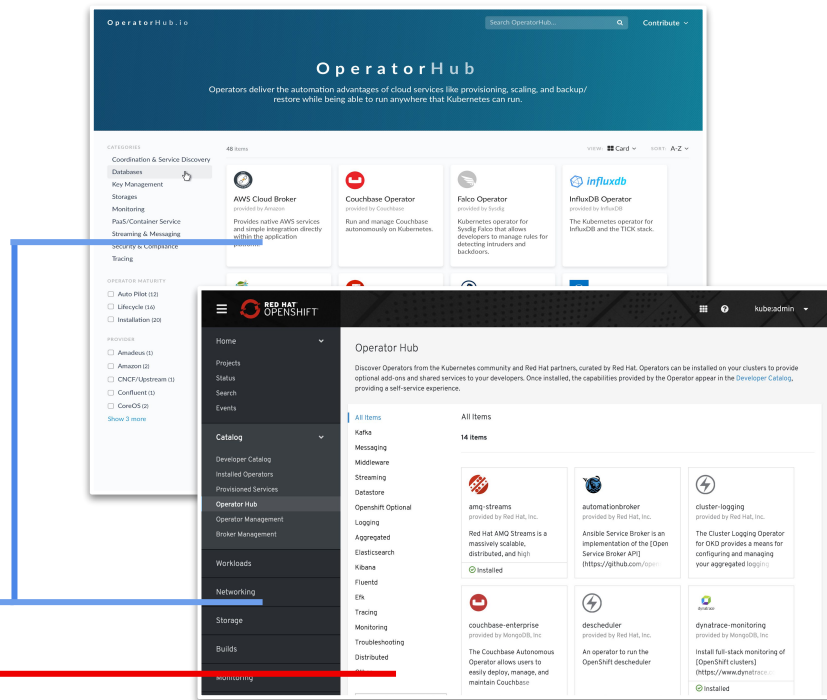 OperatorHub.io
Search OperatorHub...
Contribute
OperatorHub
Operators deliver the automation advantages of cloud services like provisioning, scaling, and backup/
restore while being able to run anywhere that Kubernetes can run.
CATEGORIES
Coordination & Service Discovery
Databases
Key Management
Storages
Monitoring
PaaS/Container Service
Streaming & Messaging
Security & Compliance
Tracing
OPERATOR MATURITY
Auto Pilot (12)
Lifecycle (16)
Installation (20)
PROVIDER
Amadeus (1)
Amazon (2)
CNCF/Upstream (1)
Confluent (1)
CoreOS (2)
Show 3 more
48 items
VIEW: Card
SORT: A-Z
AWS Cloud Broker
provided by Amazon
Provides native AWS services
and simple integration directly
within the application
Couchbase Operator
provided by Couchbase
Run and manage Couchbase
autonomously on Kubernetes.
Falco Operator
provided by Sysdig
Kubernetes operator for
Sysdig Falco that allows
developers to manage rules for
detecting intruders and
backdoors.
influxdb
InfluxDB Operator
provided by InfluxDB
The Kubernetes operator for
InfluxDB and the TICK stack.
RED HAT
OPENSHIFT
kube:admin
Home
Projects
Status
Search
Events
Catalog
Developer Catalog
Installed Operators
Provisioned Services
Operator Hub
Operator Management
Broker Management
Workloads
Networking
Storage
Builds
Monitoring
Operator Hub
Discover Operators from the Kubernetes community and Red Hat partners, curated by Red Hat. Operators can be installed on your clusters to provide
optional add-ons and shared services to your developers. Once installed, the capabilities provided by the Operator appear in the Developer Catalog,
providing a self-service experience.
All Items
Kafka
Messaging
Middleware
Streaming
Datastore
Openshift Optional
Logging
Aggregated
Elasticsearch
Kibana
Fluentd
Efk
Tracing
Monitoring
Troubleshooting
Distributed
All Items
14 items
amq-streams
provided by Red Hat, Inc.
Red Hat AMQ Streams is a
massively scalable,
distributed, and high
Installed
automationbroker
provided by Red Hat, Inc.
Ansible Service Broker is an
implementation of the [Open
Service Broker API]
(https://github.com/open
cluster-logging
provided by Red Hat, Inc.
The Cluster Logging Operator
for OKD provides a means for
configuring and managing
your aggregated logging
couchbase-enterprise
provided by MongoDB, Inc
The Couchbase Autonomous
Operator allows users to
easily deploy, manage, and
maintain Couchbase
descheduler
provided by Red Hat, Inc.
An operator to run the
OpenShift descheduler
dynatrace
dynatrace-monitoring
provided by MongoDB, Inc
Install full-stack monitoring of
[OpenShift clusters]
(https://www.dynatrace.c
Installed